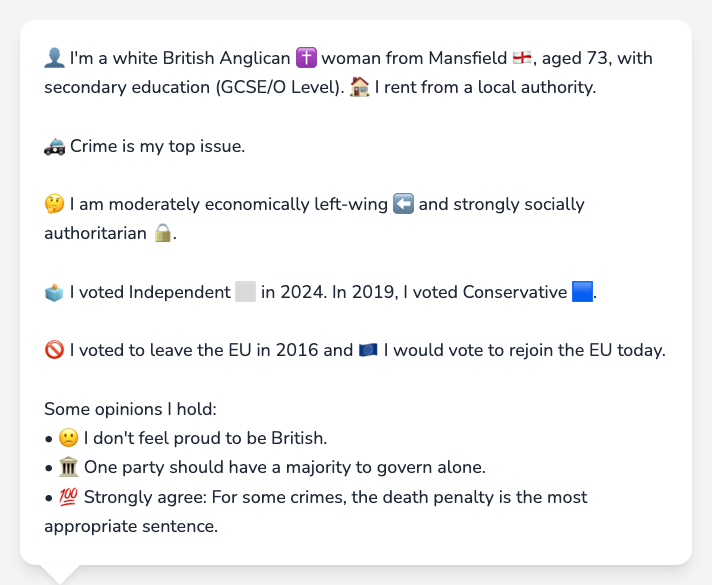 👤 I'm a white British Anglican ✝️ woman from Mansfield 🏴󠁧󠁢󠁥󠁮󠁧󠁿, aged 73, with
secondary education (GCSE/O Level). 🏠 I rent from a local authority.
🚓 Crime is my top issue.
🤔 I am moderately economically left-wing ⬅️ and strongly socially
authoritarian 🔒.
🗳️ I voted Independent ⬜ in 2024. In 2019, I voted Conservative 🟦.
🚫 I voted to leave the EU in 2016 and 🇪🇺 I would vote to rejoin the EU today.
Some opinions I hold:
• 🙁 I don't feel proud to be British.
• 🏛️ One party should have a majority to govern alone.
• 💯 Strongly agree: For some crimes, the death penalty is the most
appropriate sentence.